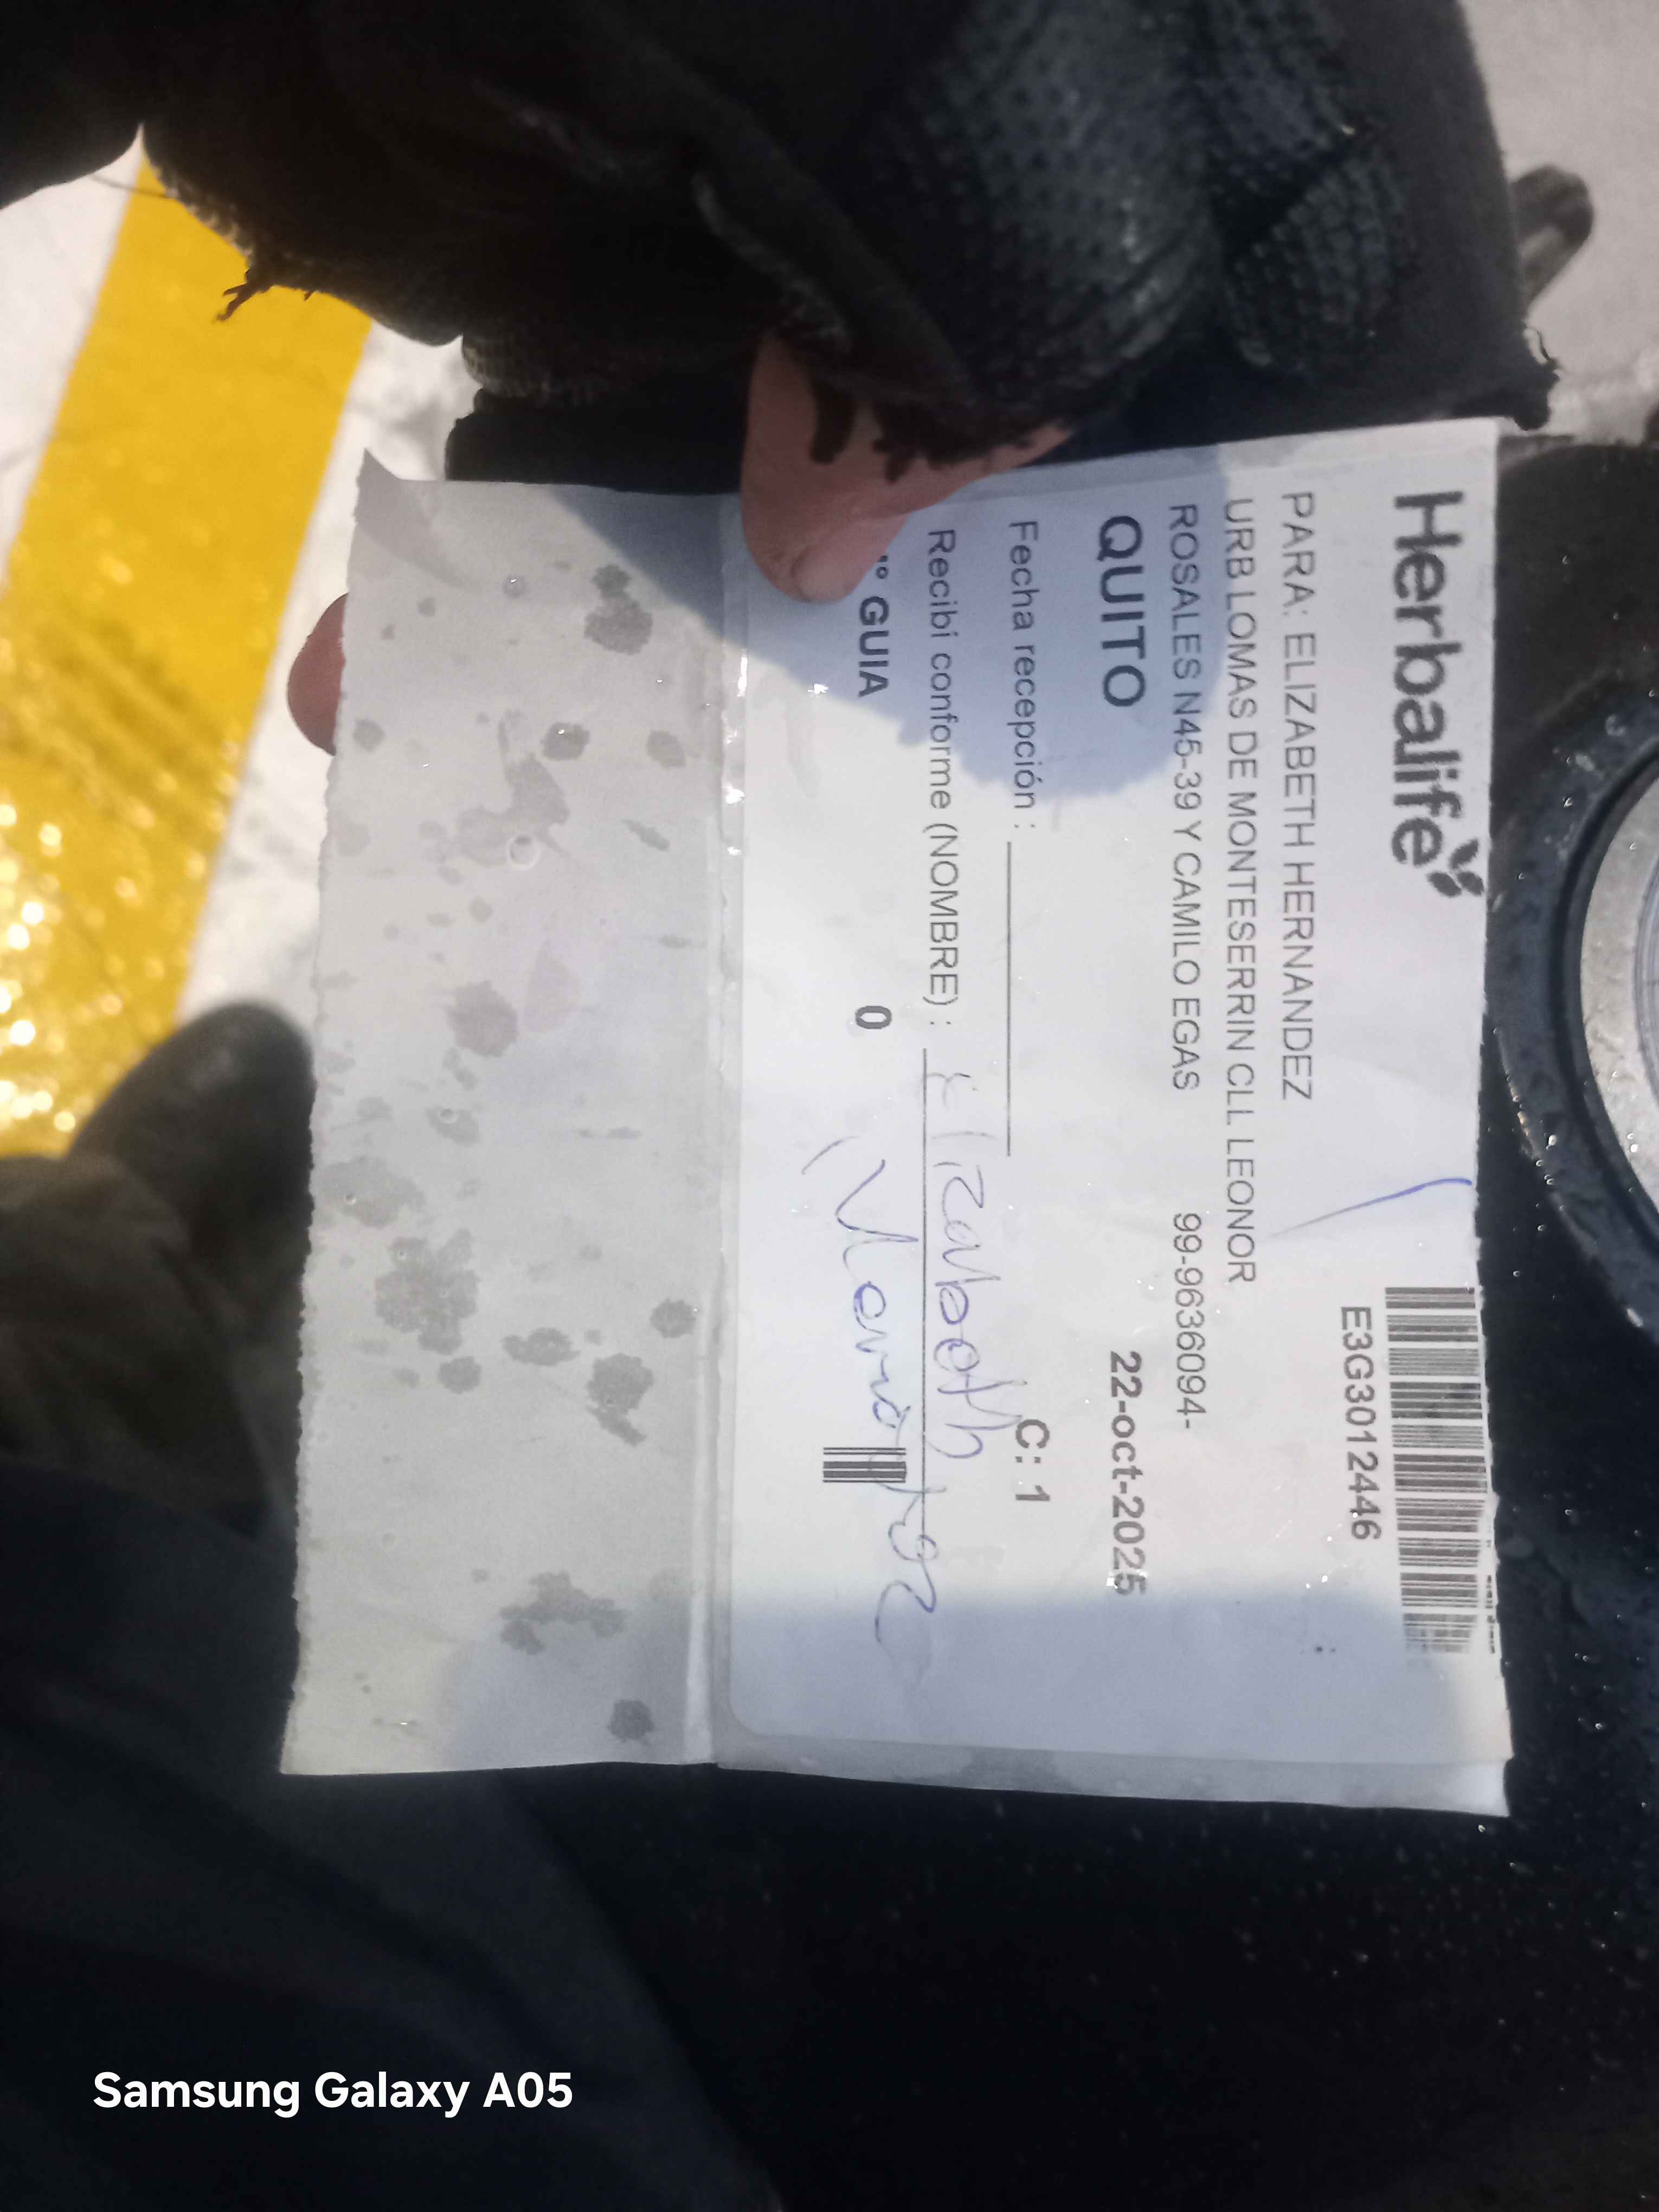 Herbalife
E3G3012446
PARA: ELIZABETH HERNANDEZ
URB LOMAS DE MONTESERRIN CLL LEONOR
ROSALES N45-39 Y CAMILO EGAS 99-9636094-
QUITO 22-oct-2025
Fecha recepción : C: 1
Recibi conforme (NOMBRE) : Elizabeth
GUIA 0
Samsung Galaxy A05